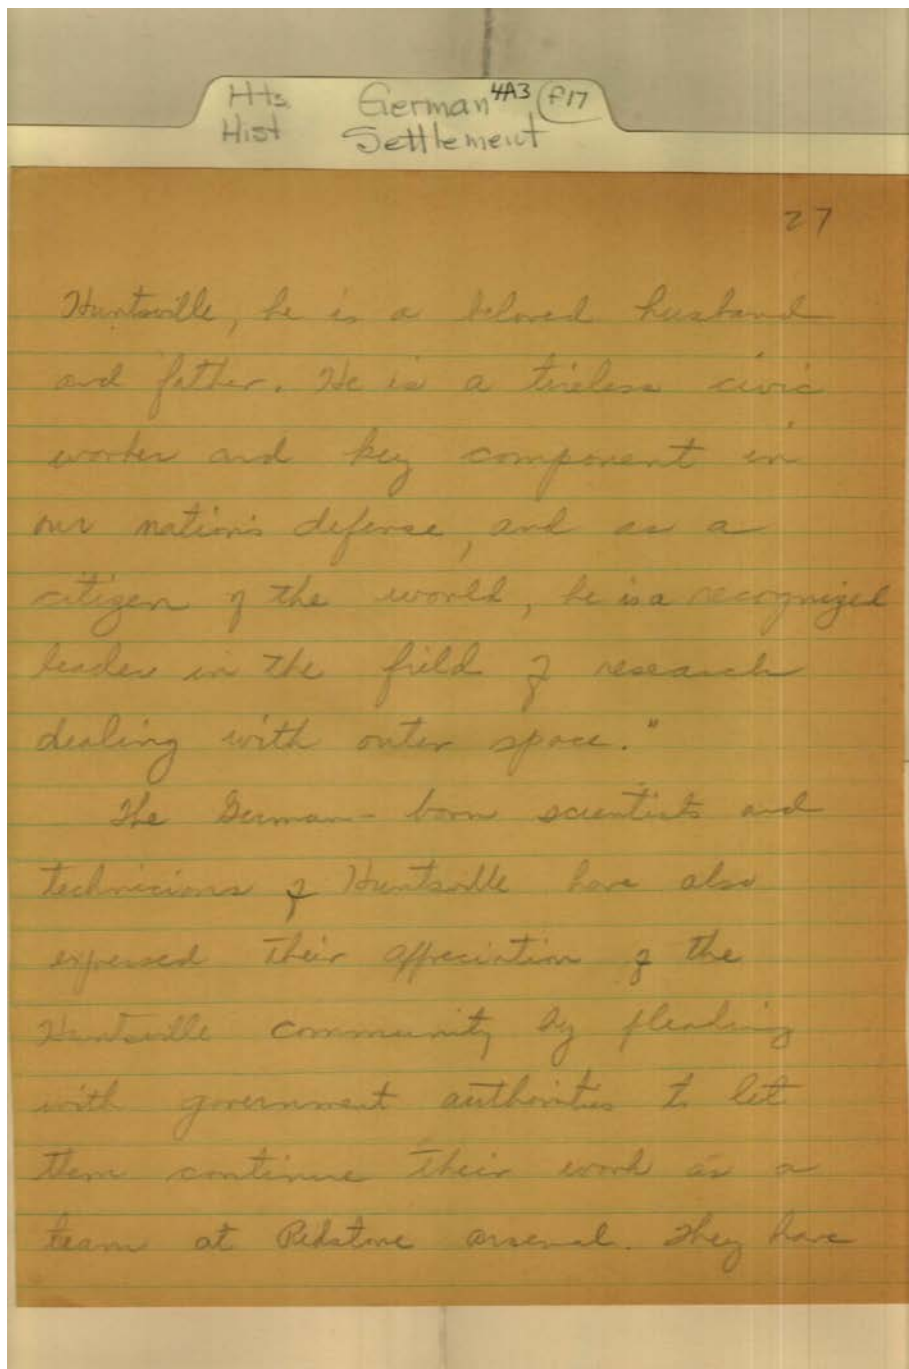 Hts. German 4A3 f17
Hist Settlement
27
Huntsville, he is a beloved husband
and father. He is a tireless civic
worker and key component in
our nation's defense, and as a
citizen of the world, he is a recognized
leader in the field of research
dealing with outer space."
The German-born scientists and
technicians of Huntsville have also
expressed their appreciation of the
Huntsville community by pleading
with government authorities to let
them continue their work as a
team at Redstone arsenal. They have